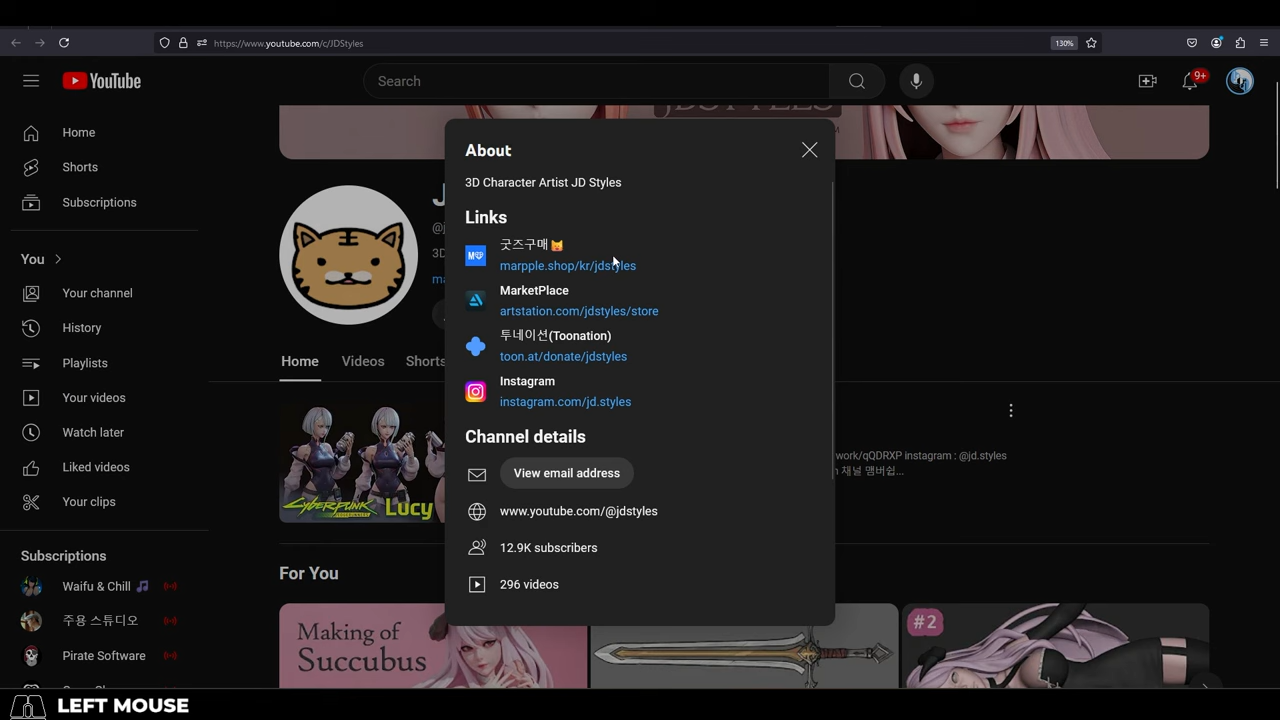 https://www.youtube.com/c/JDStyles
130%
YouTube
Search
9+
Home
Shorts
Subscriptions
You
Your channel
History
Playlists
Your videos
Watch later
Liked videos
Your clips
Subscriptions
Waifu & Chill 🎵
주용 스튜디오
Pirate Software
About
3D Character Artist JD Styles
Links
굿즈구매😼
marpple.shop/kr/jdstyles
MarketPlace
artstation.com/jdstyles/store
투네이션(Toonation)
toon.at/donate/jdstyles
Instagram
instagram.com/jd.styles
Channel details
View email address
www.youtube.com/@jdstyles
12.9K subscribers
296 videos
Home
Videos
Shorts
work/qQDRXP instagram : @jd.styles
채널 맴버쉽...
CYBERPUNK
Lucy
For You
Making of
Succubus
#2
LEFT MOUSE